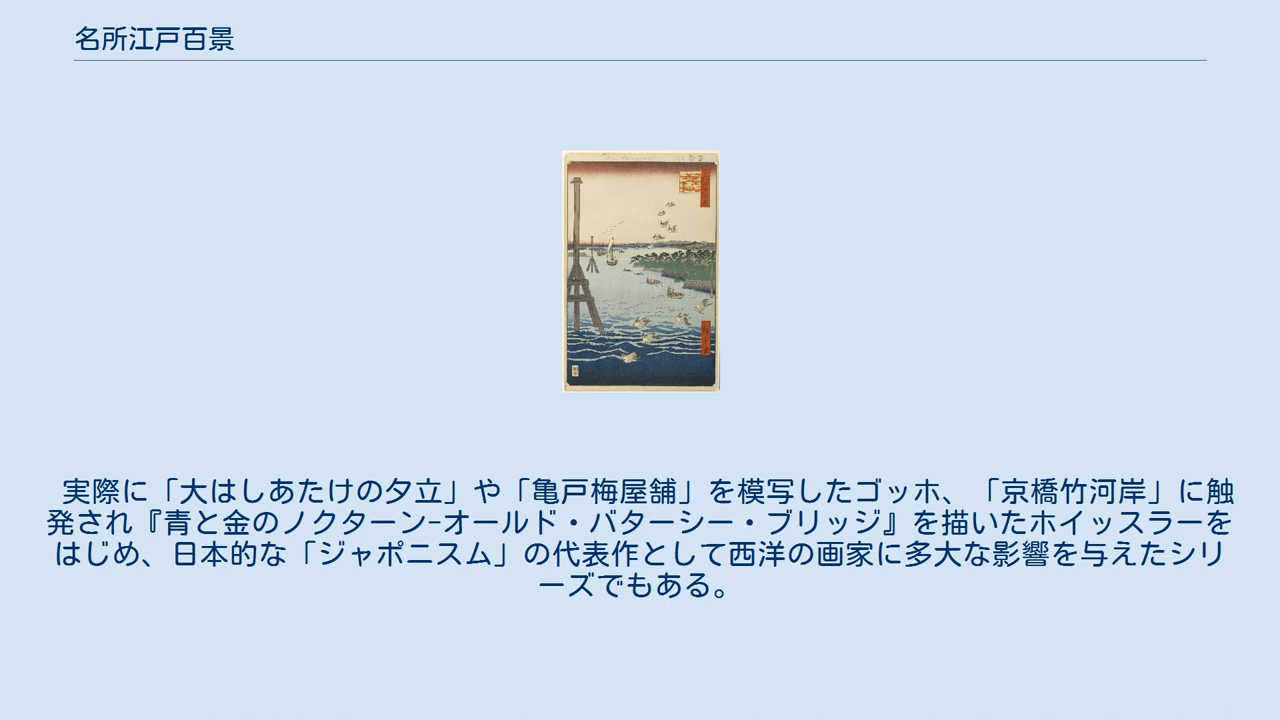 名所江戸百景
実際に「大はしあたけの夕立」や「亀戸梅屋舗」を模写したゴッホ、「京橋竹河岸」に触
発され『青と金のノクターン-オールド・バターシー・ブリッジ』を描いたホイッスラーを
はじめ、日本的な「ジャポニスム」の代表作として西洋の画家に多大な影響を与えたシリ
ーズでもある。